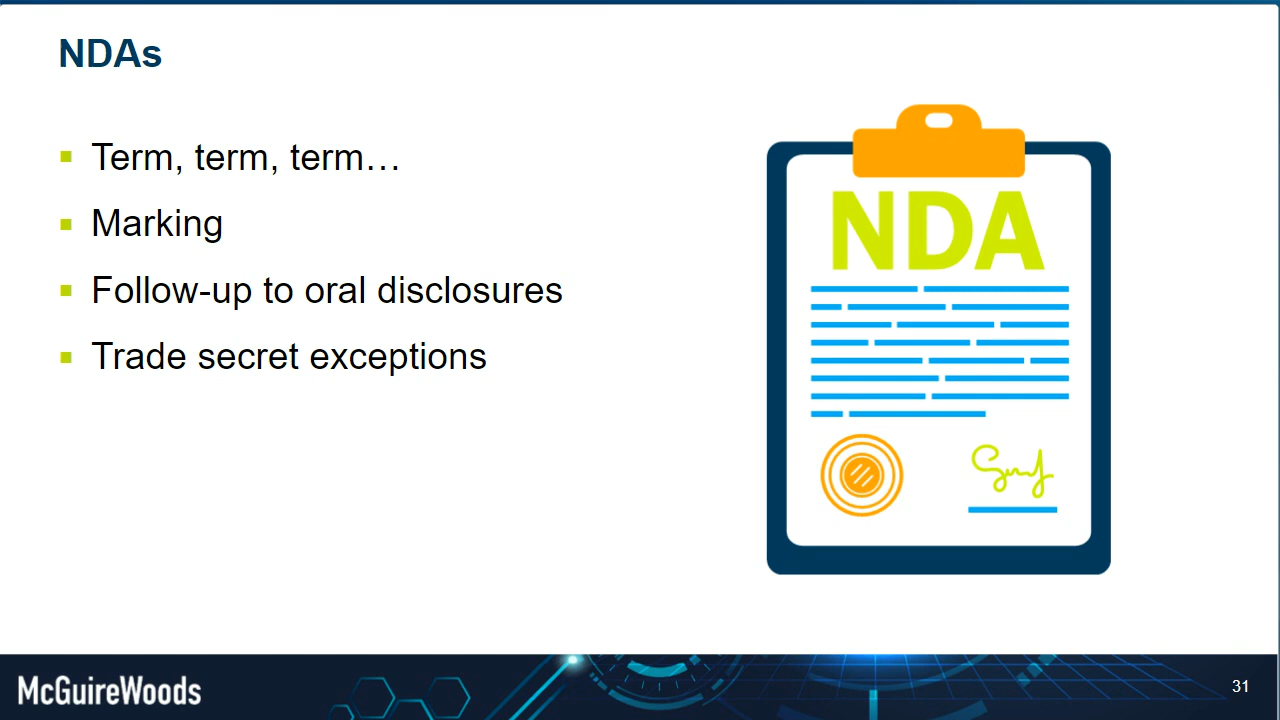 NDAs
Term, term, term…
Marking
Follow-up to oral disclosures
Trade secret exceptions
NDA
McGuireWoods
31